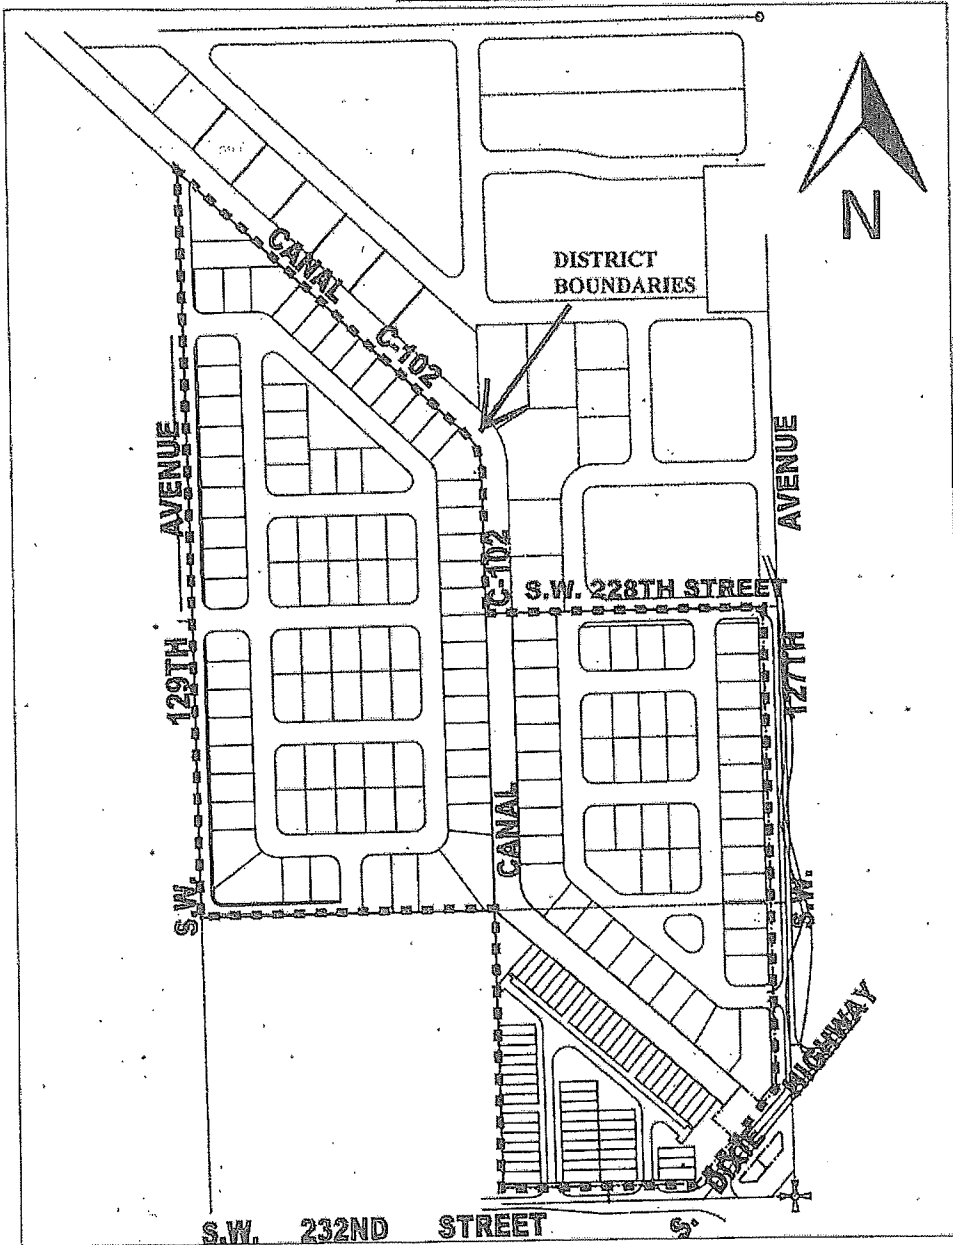 N
DISTRICT
BOUNDARIES
CANAL
C-102
S.W. 129TH AVENUE
C-102
S.W. 228TH STREET
S.W. 127TH AVENUE
CANAL
S. DIXIE HIGHWAY
S.W. 232ND STREET